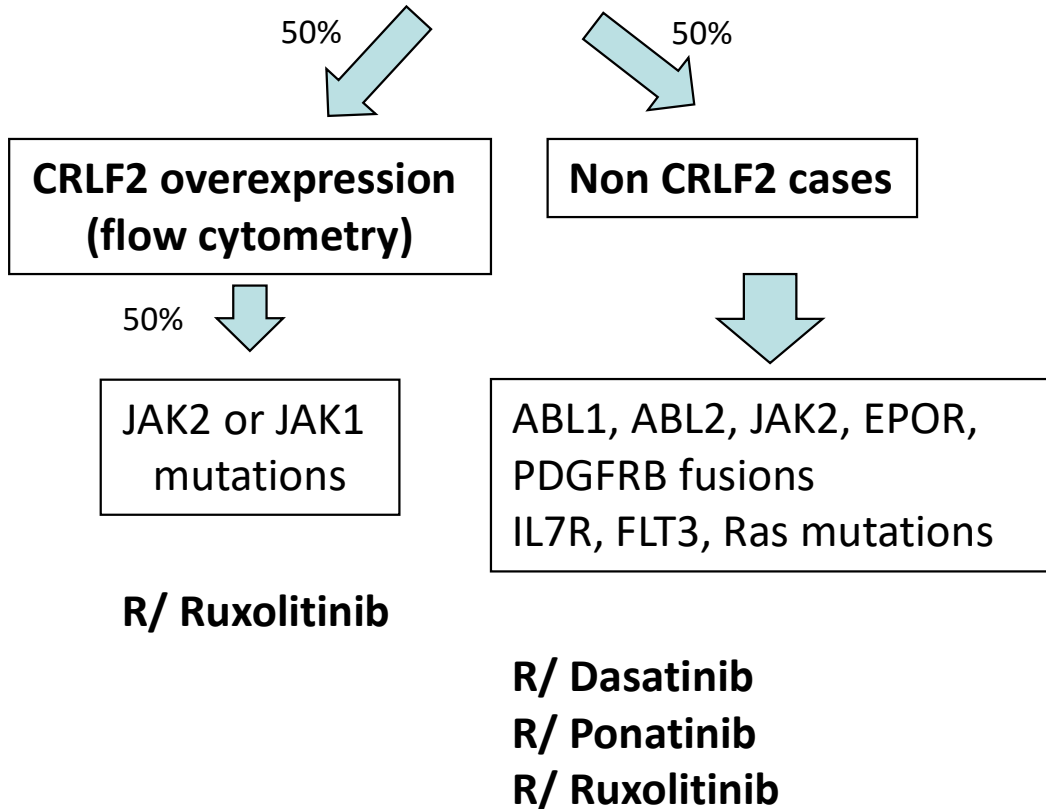 50%
50%
CRLF2 overexpression
(flow cytometry)
Non CRLF2 cases
50%
JAK2 or JAK1
mutations
ABL1, ABL2, JAK2, EPOR,
PDGFRB fusions
IL7R, FLT3, Ras mutations
R/ Ruxolitinib
R/ Dasatinib
R/ Ponatinib
R/ Ruxolitinib